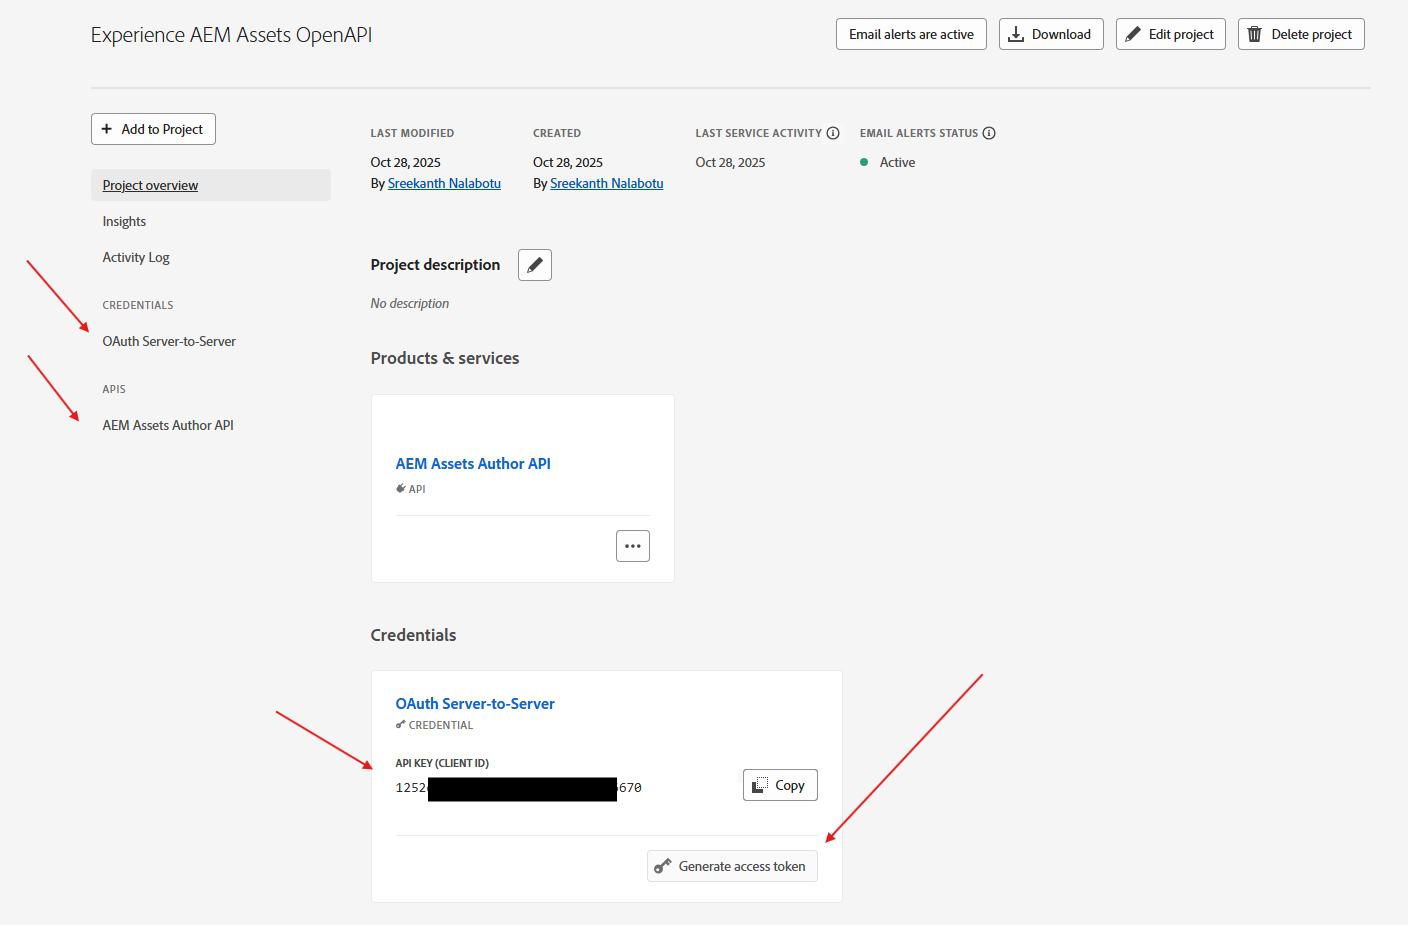 Experience AEM Assets OpenAPI
Email alerts are active
Download
Edit project
Delete project
Add to Project
Project overview
Insights
Activity Log
CREDENTIALS
OAuth Server-to-Server
APIS
AEM Assets Author API
LAST MODIFIED
Oct 28, 2025
By Sreekanth Nalabotu
CREATED
Oct 28, 2025
By Sreekanth Nalabotu
LAST SERVICE ACTIVITY
Oct 28, 2025
EMAIL ALERTS STATUS
Active
Project description
No description
Products & services
AEM Assets Author API
API
Credentials
OAuth Server-to-Server
CREDENTIAL
API KEY (CLIENT ID)
1252 670
Copy
Generate access token